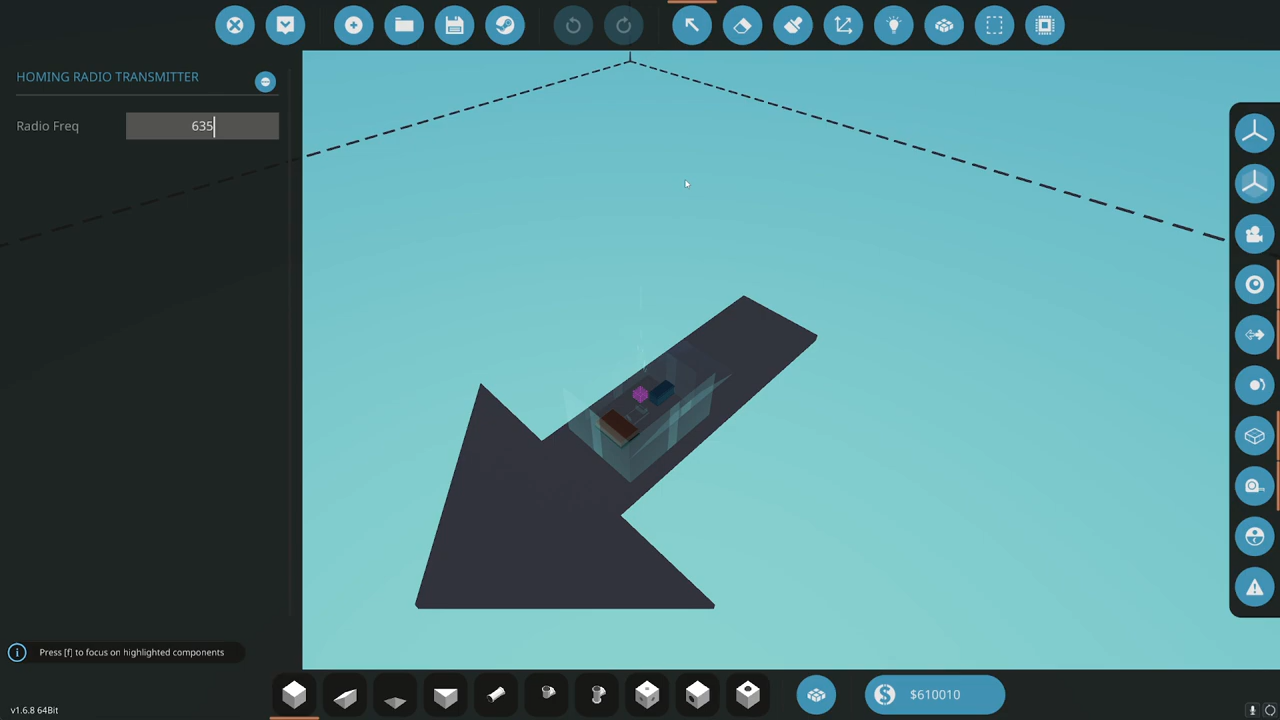 HOMING RADIO TRANSMITTER
Radio Freq 635
Press [f] to focus on highlighted components
$610010
v1.6.8 64Bit